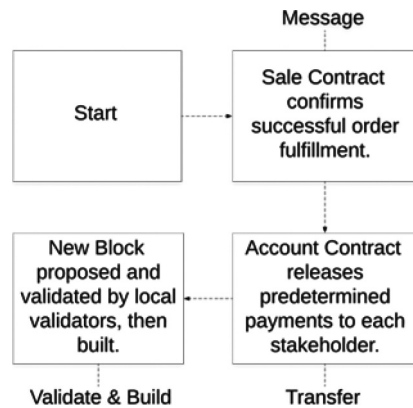 Message
Start
Sale Contract
confirms
successful order
fulfillment.
New Block
proposed and
validated by local
validators, then
built.
Account Contract
releases
predetermined
payments to each
stakeholder.
Validate & Build
Transfer